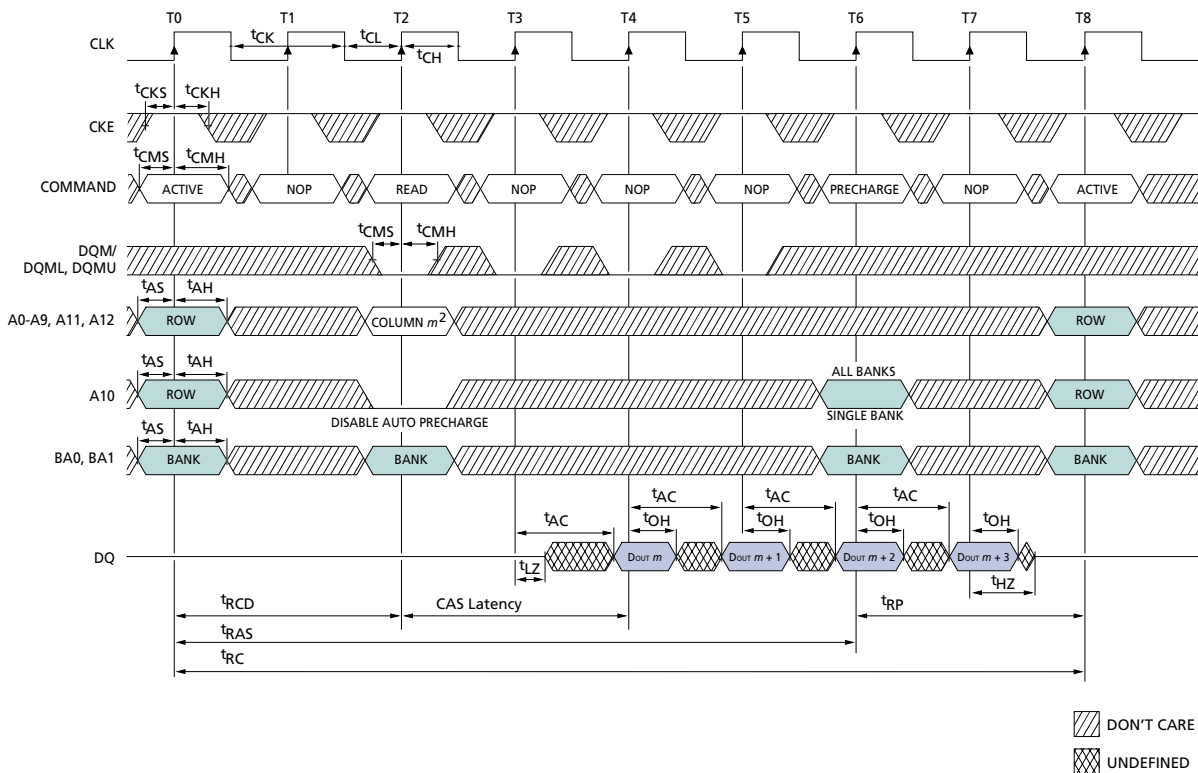 T0 T1 T2 T3 T4 T5 T6 T7 T8
CLK
tCK tCL tCH
tCKS tCKH
CKE
tCMS tCMH
COMMAND ACTIVE NOP READ NOP NOP NOP PRECHARGE NOP ACTIVE
tCMS tCMH
DQM/
DQML, DQMU
tAS tAH
A0-A9, A11, A12 ROW COLUMN m2 ROW
tAS tAH
ALL BANKS
A10 ROW ROW
DISABLE AUTO PRECHARGE SINGLE BANK
tAS tAH
BA0, BA1 BANK BANK BANK BANK
tAC tAC tAC tAC
tOH tOH tOH tOH
DQ DOUT m DOUT m + 1 DOUT m + 2 DOUT m + 3
tLZ tHZ
tRCD CAS Latency tRP
tRAS
tRC
DON'T CARE
UNDEFINED